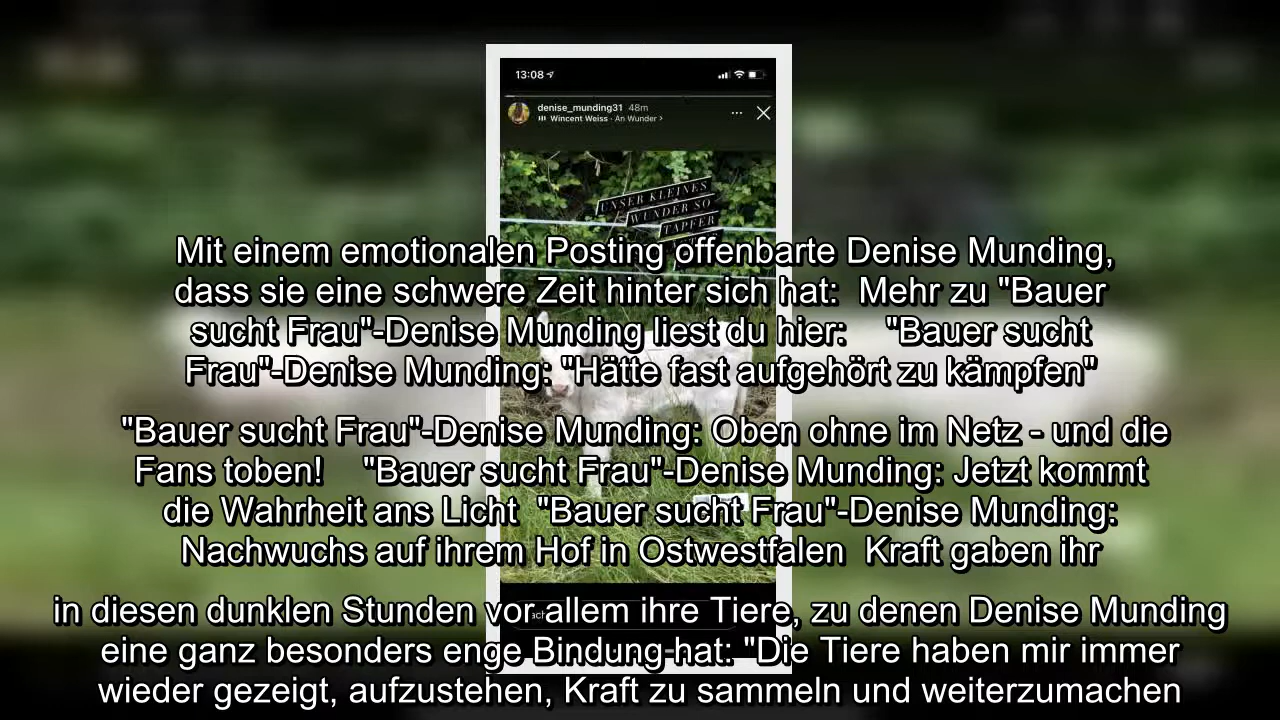 13:08
denise_munding31 48m
Wincent Weiss · An Wunder >
UNSER KLEINES
WUNDER SO
TAPFER
Mit einem emotionalen Posting offenbarte Denise Munding,
dass sie eine schwere Zeit hinter sich hat:  Mehr zu "Bauer
sucht Frau"-Denise Munding liest du hier:    "Bauer sucht
Frau"-Denise Munding: "Hätte fast aufgehört zu kämpfen"
"Bauer sucht Frau"-Denise Munding: Oben ohne im Netz - und die
Fans toben!    "Bauer sucht Frau"-Denise Munding: Jetzt kommt
die Wahrheit ans Licht  "Bauer sucht Frau"-Denise Munding:
Nachwuchs auf ihrem Hof in Ostwestfalen  Kraft gaben ihr
in diesen dunklen Stunden vor allem ihre Tiere, zu denen Denise Munding
eine ganz besonders enge Bindung hat: "Die Tiere haben mir immer
wieder gezeigt, aufzustehen, Kraft zu sammeln und weiterzumachen